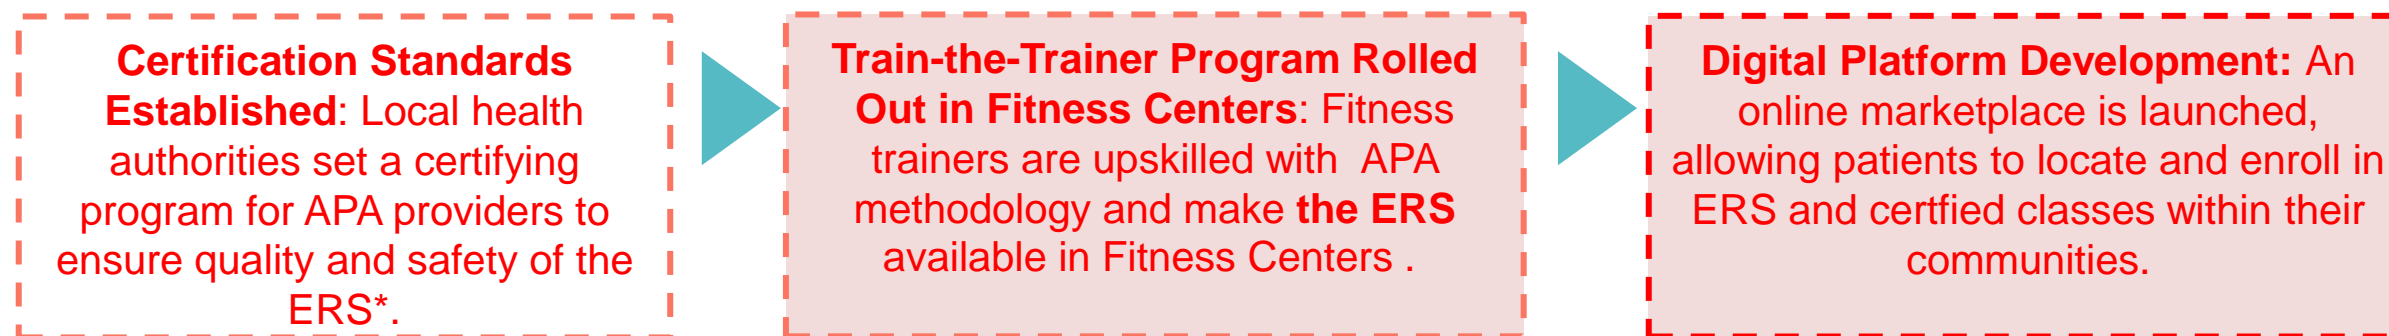 Certification Standards
Established: Local health
authorities set a certifying
program for APA providers to
ensure quality and safety of the
ERS*.
Train-the-Trainer Program Rolled
Out in Fitness Centers: Fitness
trainers are upskilled with  APA
methodology and make the ERS
available in Fitness Centers .
Digital Platform Development: An
online marketplace is launched,
allowing patients to locate and enroll in
ERS and certfied classes within their
communities.